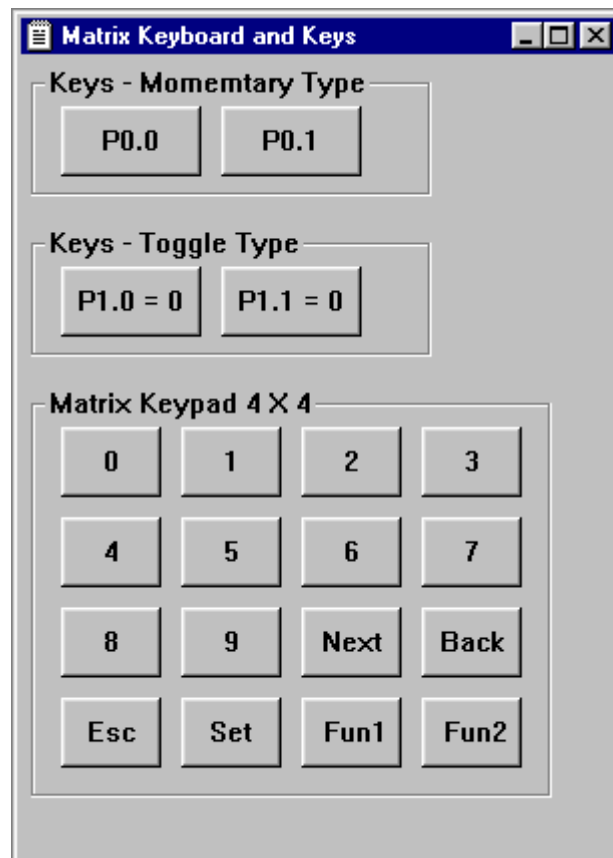 Matrix Keyboard and Keys
Keys - Momemtary Type
P0.0 P0.1
Keys - Toggle Type
P1.0 = 0 P1.1 = 0
Matrix Keypad 4 X 4
0 1 2 3
4 5 6 7
8 9 Next Back
Esc Set Fun1 Fun2